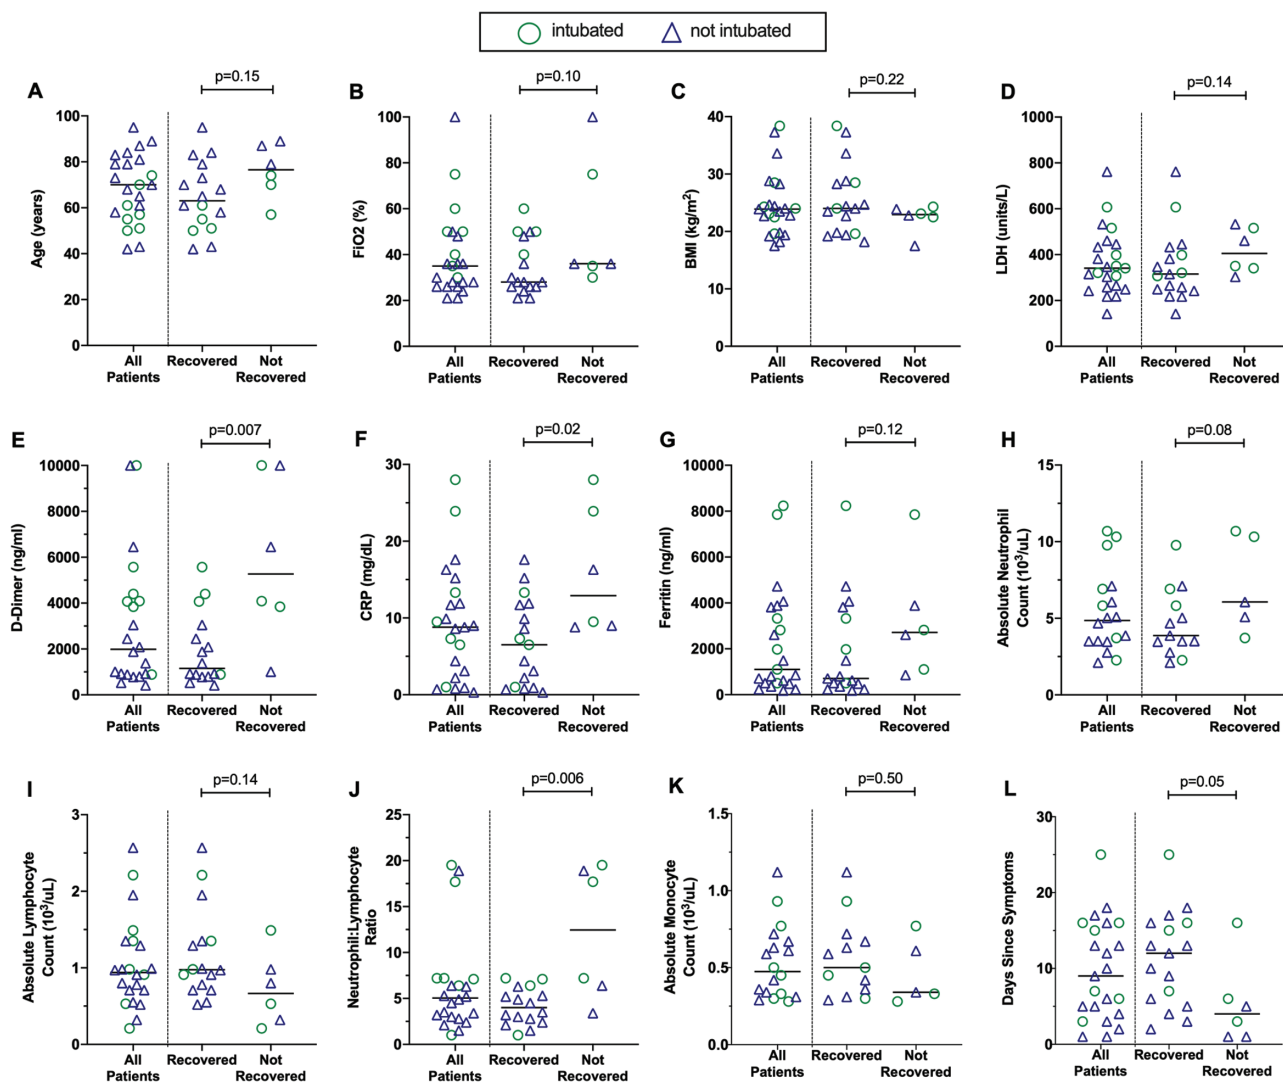 intubated not intubated
A
p=0.15
Age (years)
100
80
60
40
20
0
All Patients
Recovered
Not Recovered
B
p=0.10
FiO2 (%)
100
80
60
40
20
0
All Patients
Recovered
Not Recovered
C
p=0.22
BMI (kg/m²)
40
30
20
10
0
All Patients
Recovered
Not Recovered
D
p=0.14
LDH (units/L)
1000
800
600
400
200
0
All Patients
Recovered
Not Recovered
E
p=0.007
D-Dimer (ng/ml)
10000
8000
6000
4000
2000
0
All Patients
Recovered
Not Recovered
F
p=0.02
CRP (mg/dL)
30
20
10
0
All Patients
Recovered
Not Recovered
G
p=0.12
Ferritin (ng/ml)
10000
8000
6000
4000
2000
0
All Patients
Recovered
Not Recovered
H
p=0.08
Absolute Neutrophil
Count (10³/uL)
15
10
5
0
All Patients
Recovered
Not Recovered
I
p=0.14
Absolute Lymphocyte
Count (10³/uL)
3
2
1
0
All Patients
Recovered
Not Recovered
J
p=0.006
Neutrophil:Lymphocyte
Ratio
25
20
15
10
5
0
All Patients
Recovered
Not Recovered
K
p=0.50
Absolute Monocyte
Count (10³/uL)
1.5
1.0
0.5
0.0
All Patients
Recovered
Not Recovered
L
p=0.05
Days Since Symptoms
30
20
10
0
All Patients
Recovered
Not Recovered